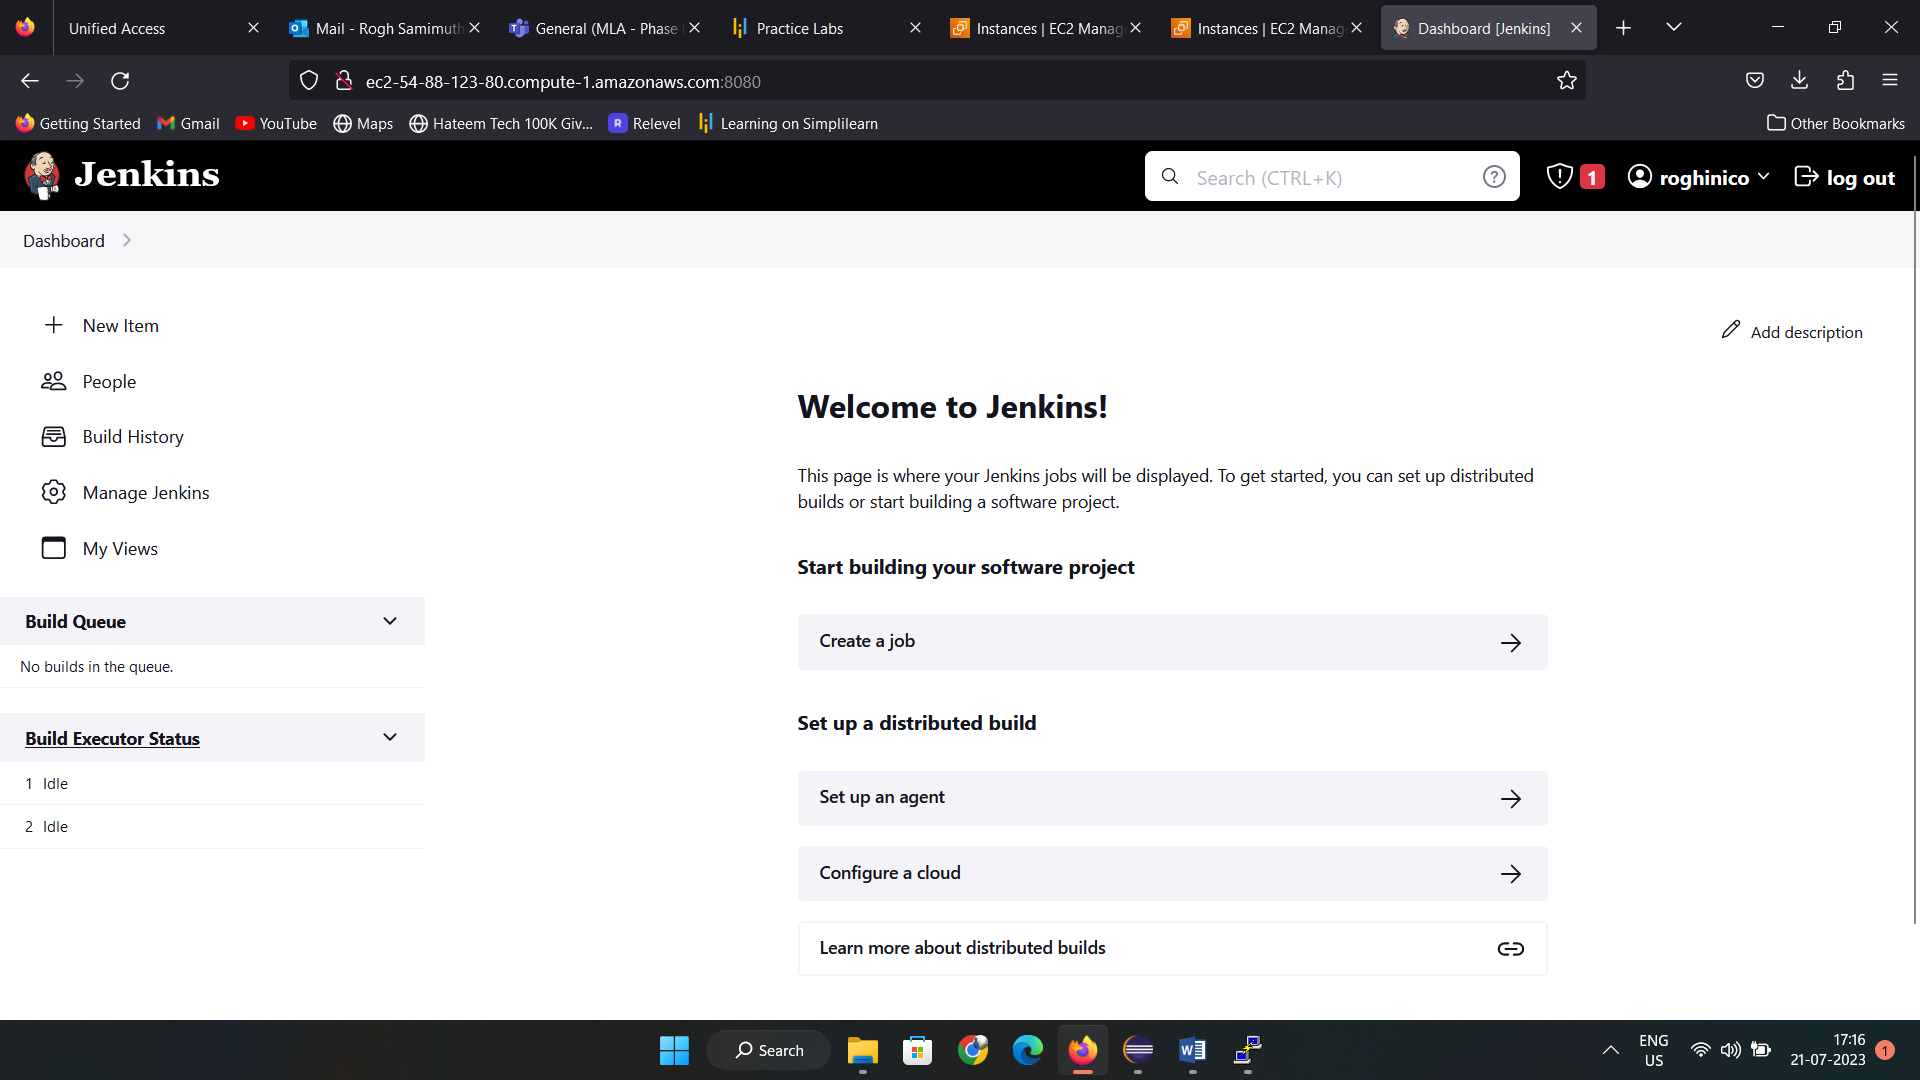 Unified Access
Mail - Rogh Samimuth
General (MLA - Phase
Practice Labs
Instances | EC2 Manag
Instances | EC2 Manag
Dashboard [Jenkins]
ec2-54-88-123-80.compute-1.amazonaws.com:8080
Getting Started
Gmail
YouTube
Maps
Hateem Tech 100K Giv...
Relevel
Learning on Simplilearn
Other Bookmarks
Jenkins
Search (CTRL+K)
1
roghinico
log out
Dashboard
New Item
People
Build History
Manage Jenkins
My Views
Build Queue
No builds in the queue.
Build Executor Status
1 Idle
2 Idle
Add description
Welcome to Jenkins!
This page is where your Jenkins jobs will be displayed. To get started, you can set up distributed
builds or start building a software project.
Start building your software project
Create a job
Set up a distributed build
Set up an agent
Configure a cloud
Learn more about distributed builds
Search
ENG
US
17:16
21-07-2023
1